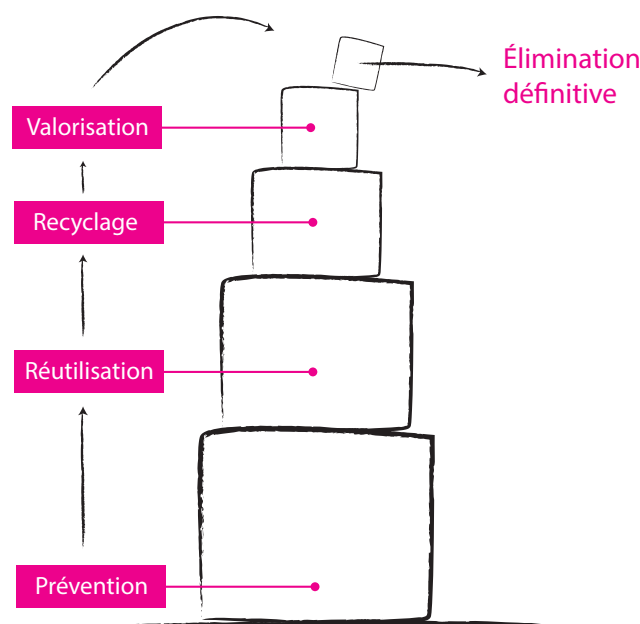 Élimination
définitive
Valorisation
Recyclage
Réutilisation
Prévention